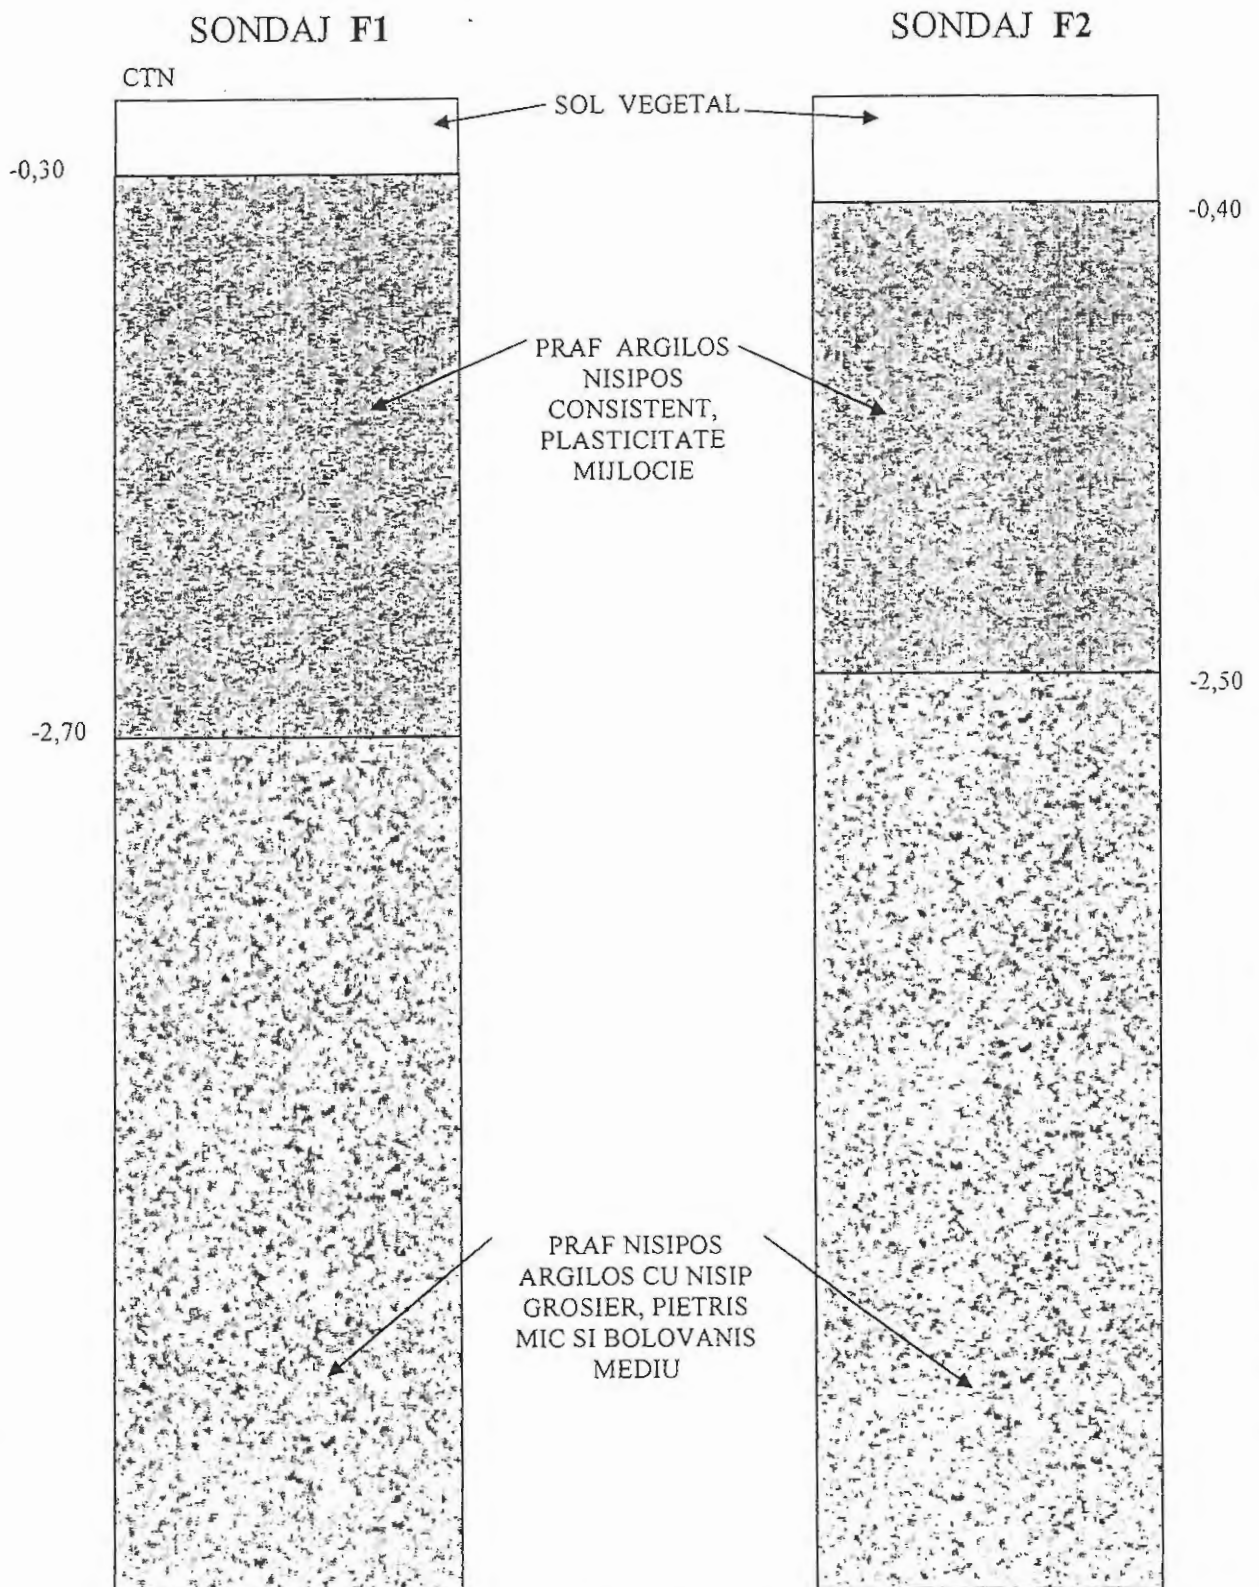 SONDAJ F1
SONDAJ F2
CTN
SOL VEGETAL
-0,30
-0,40
PRAF ARGILOS
NISIPOS
CONSISTENT,
PLASTICITATE
MIJLOCIE
-2,70
-2,50
PRAF NISIPOS
ARGILOS CU NISIP
GROSIER, PIETRIS
MIC SI BOLOVANIS
MEDIU